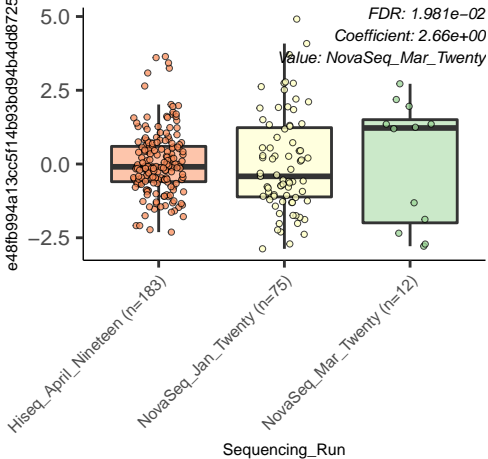 FDR: 1.981e−02
Coefficient: 2.66e+00
Value: NovaSeq_Mar_Twenty
e48fb994a13cc5f14b93bd94b4dd8725
5.0
2.5
0.0
−2.5
Hiseq_April_Nineteen (n=183)
NovaSeq_Jan_Twenty (n=75)
NovaSeq_Mar_Twenty (n=12)
Sequencing_Run